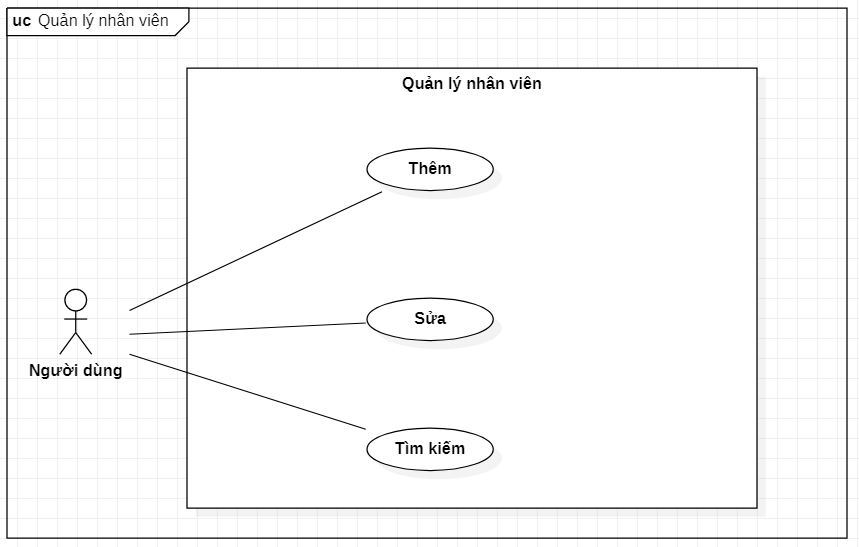 uc Quản lý nhân viên
Quản lý nhân viên
Thêm
Sửa
Người dùng
Tìm kiếm